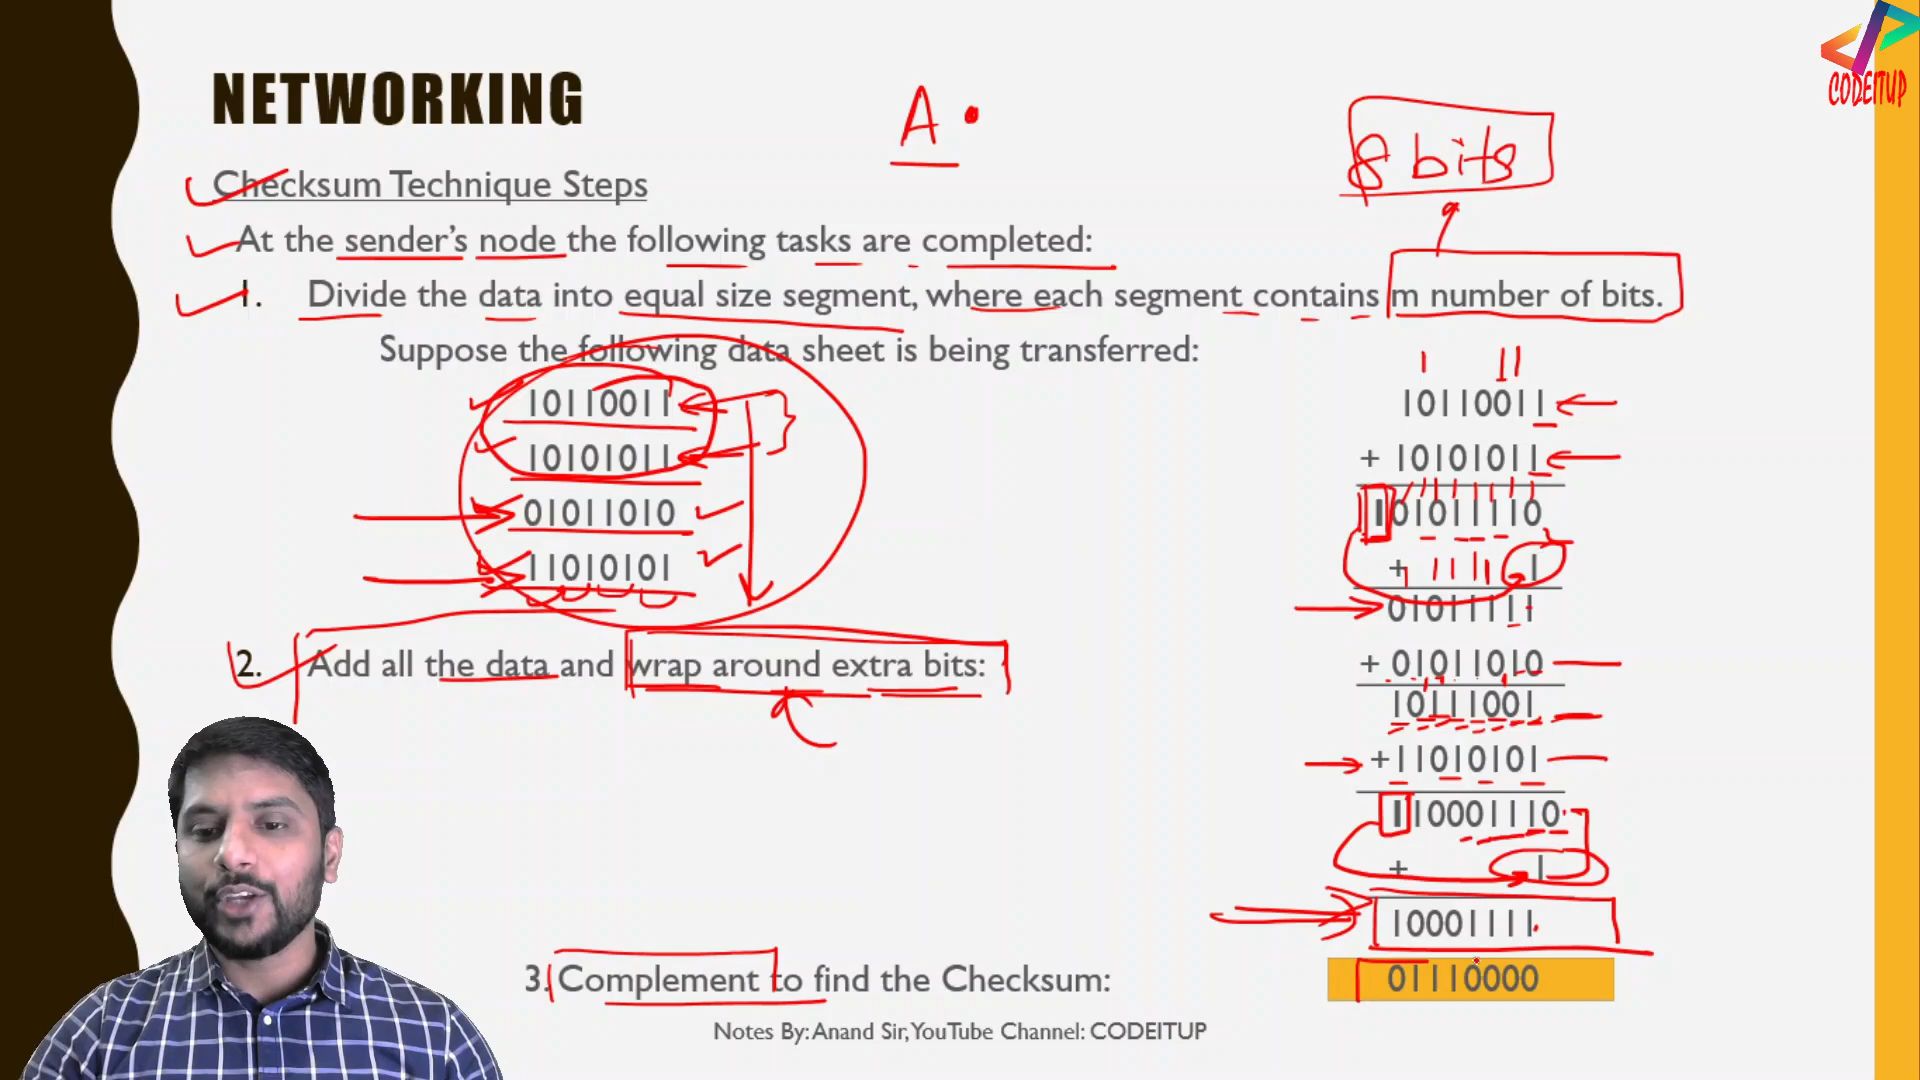 NETWORKING
A
8 bits
CODEITUP
Checksum Technique Steps
At the sender's node the following tasks are completed:
1. Divide the data into equal size segment, where each segment contains m number of bits.
Suppose the following data sheet is being transferred:
10110011
10101011
01011010
11010101
2. Add all the data and wrap around extra bits:
1 11
10110011
+ 10101011
101011110
+ 1
01011111
+ 01011010
10111001
+11010101
110001110
+ 1
10001111
3. Complement to find the Checksum:
01110000
Notes By: Anand Sir, YouTube Channel: CODEITUP